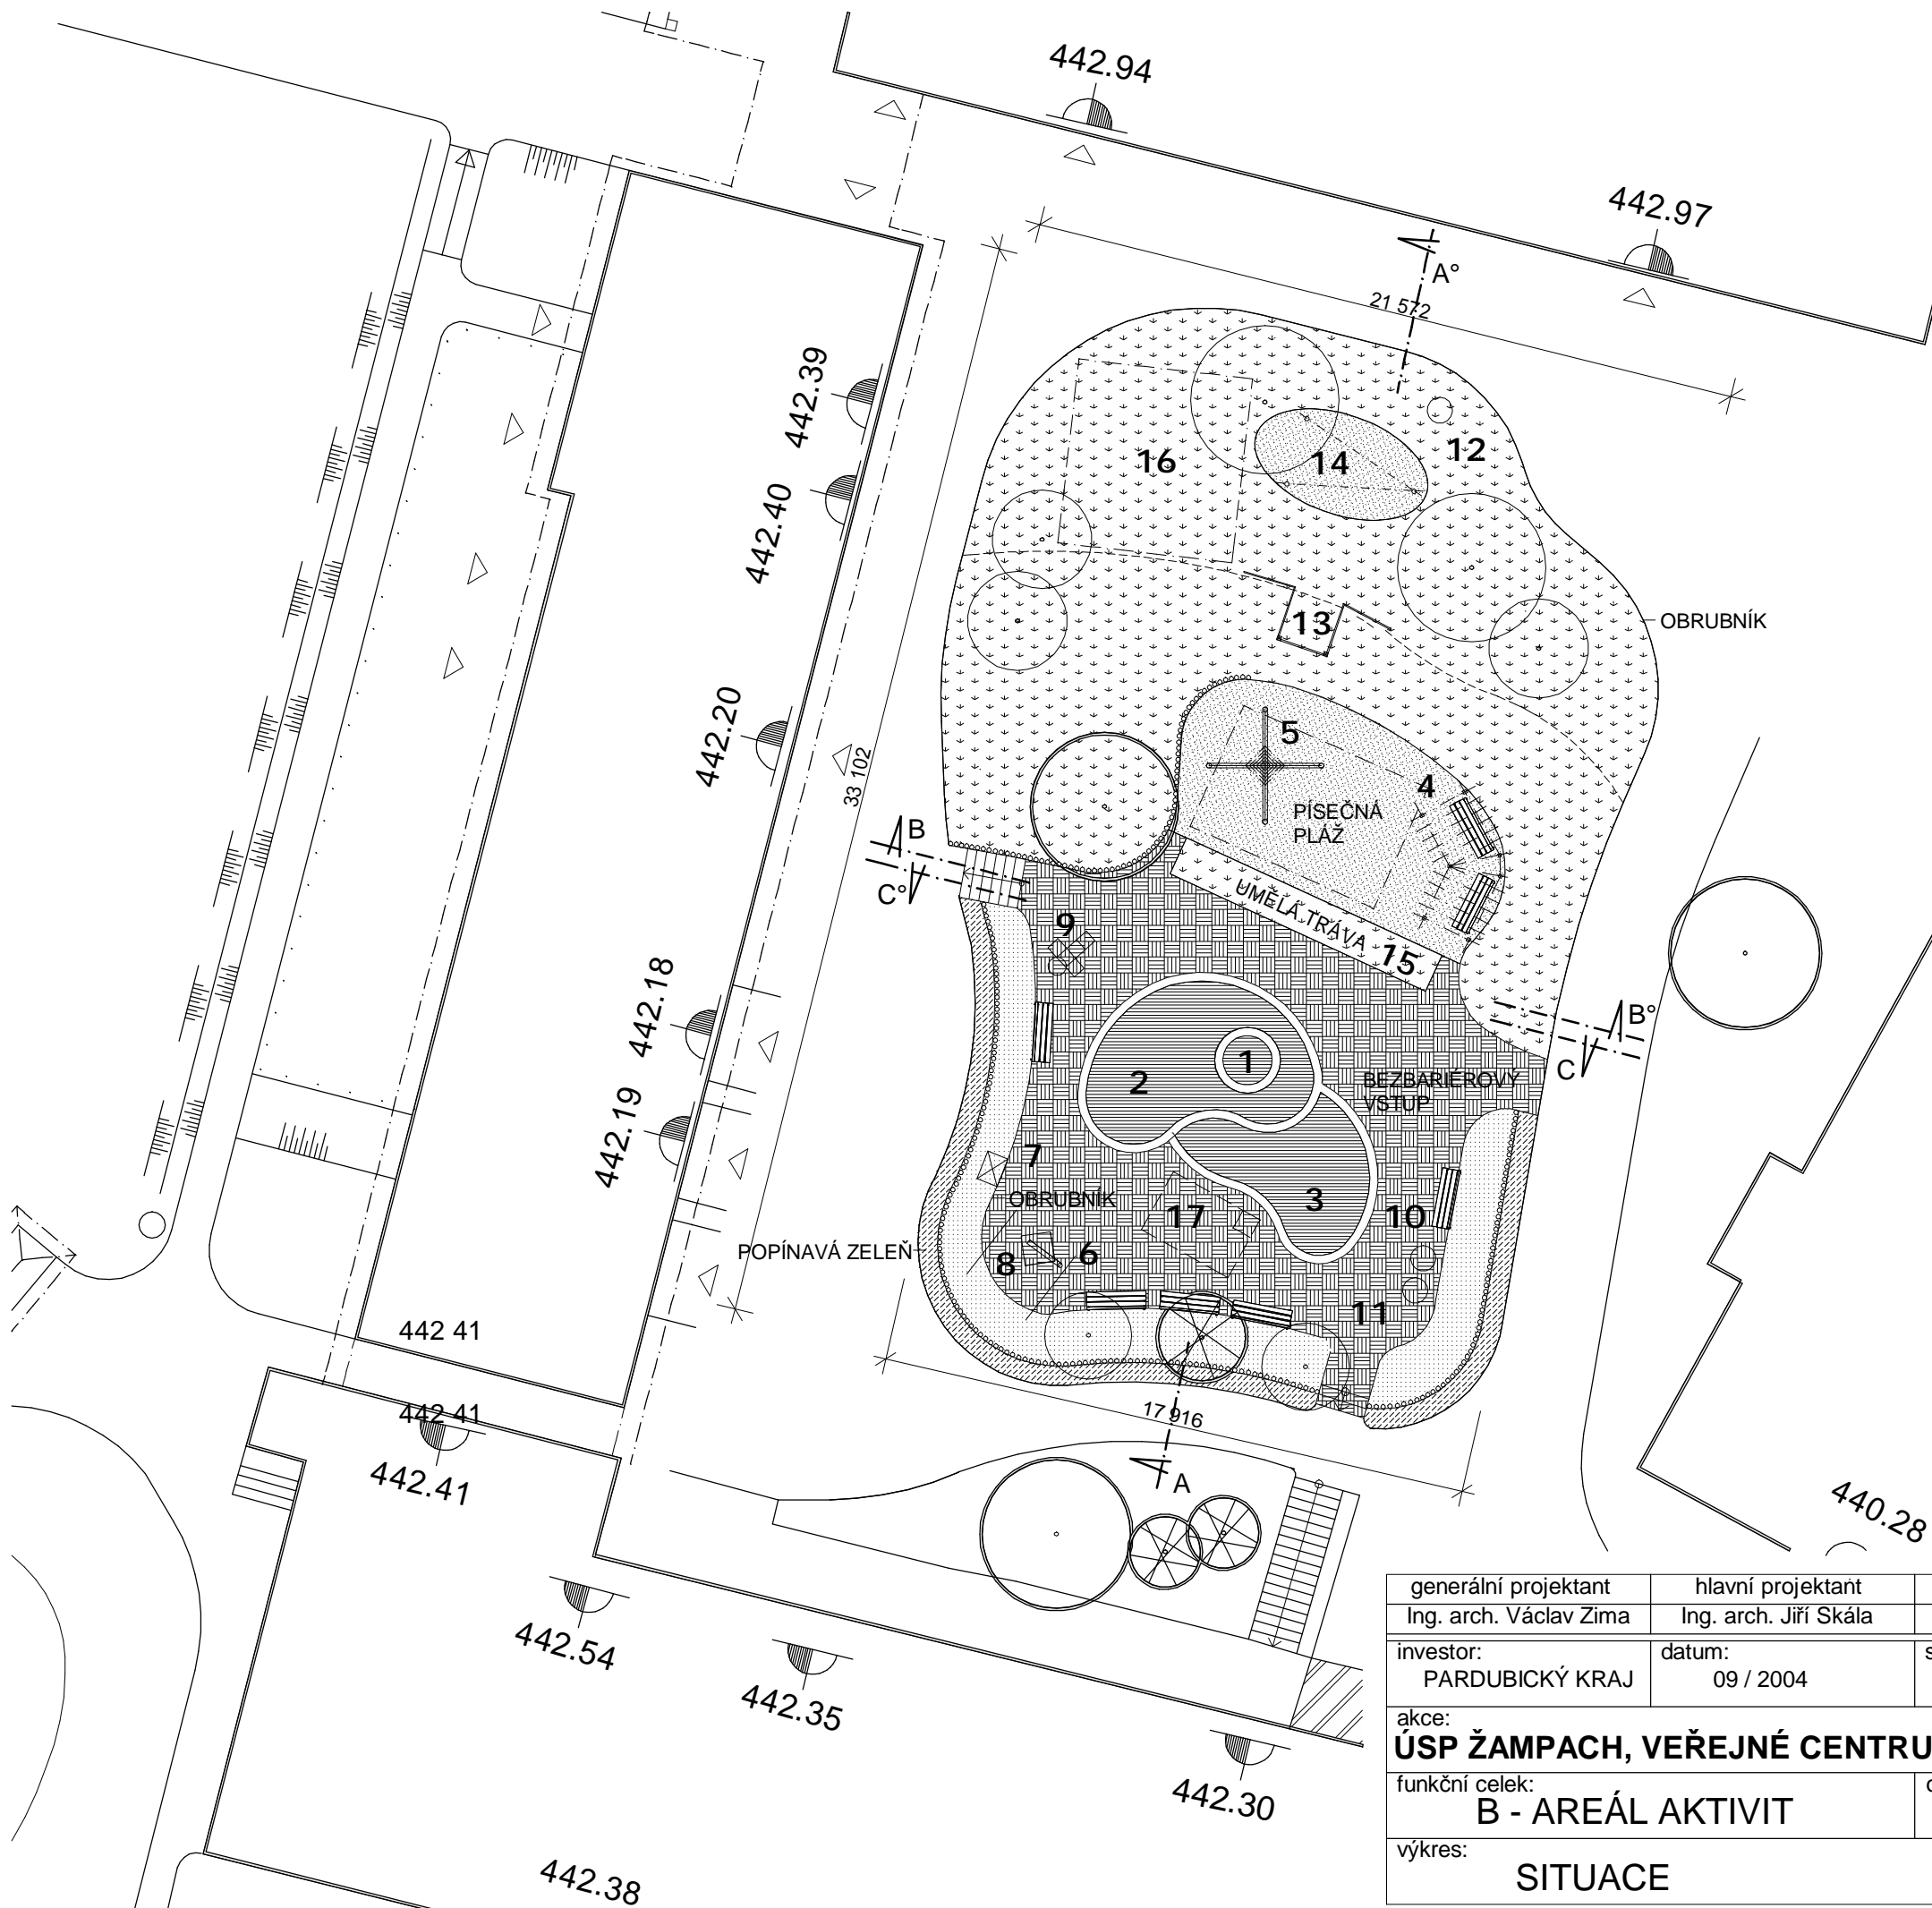 442.94
442.97
A°
21 572
442.39
442.40
16
14
12
13
OBRUBNÍK
442.20
33 102
5
4
PÍSEČNÁ
PLÁŽ
B
C°
UMĚLÁ TRÁVA
15
9
442.18
442.19
1
2
B°
C
BEZBARIÉROVÝ
VSTUP
7
OBRUBNÍK
3
17
10
POPÍNAVÁ ZELEŇ
8
6
11
442 41
442 41
442.41
17 916
A
440.28
442.54
442.35
442.30
442.38
generální projektant
hlavní projektant
Ing. arch. Václav Zima
Ing. arch. Jiří Skála
investor:
PARDUBICKÝ KRAJ
datum:
09 / 2004
akce:
ÚSP ŽAMPACH, VEŘEJNÉ CENTRU
funkční celek:
B - AREÁL AKTIVIT
výkres:
SITUACE